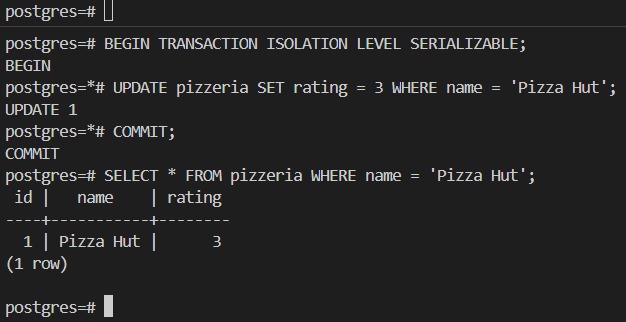 postgres=#
postgres=# BEGIN TRANSACTION ISOLATION LEVEL SERIALIZABLE;
BEGIN
postgres=*# UPDATE pizzeria SET rating = 3 WHERE name = 'Pizza Hut';
UPDATE 1
postgres=*# COMMIT;
COMMIT
postgres=# SELECT * FROM pizzeria WHERE name = 'Pizza Hut';
 id |   name    | rating
----+-----------+--------
  1 | Pizza Hut |      3
(1 row)
postgres=#